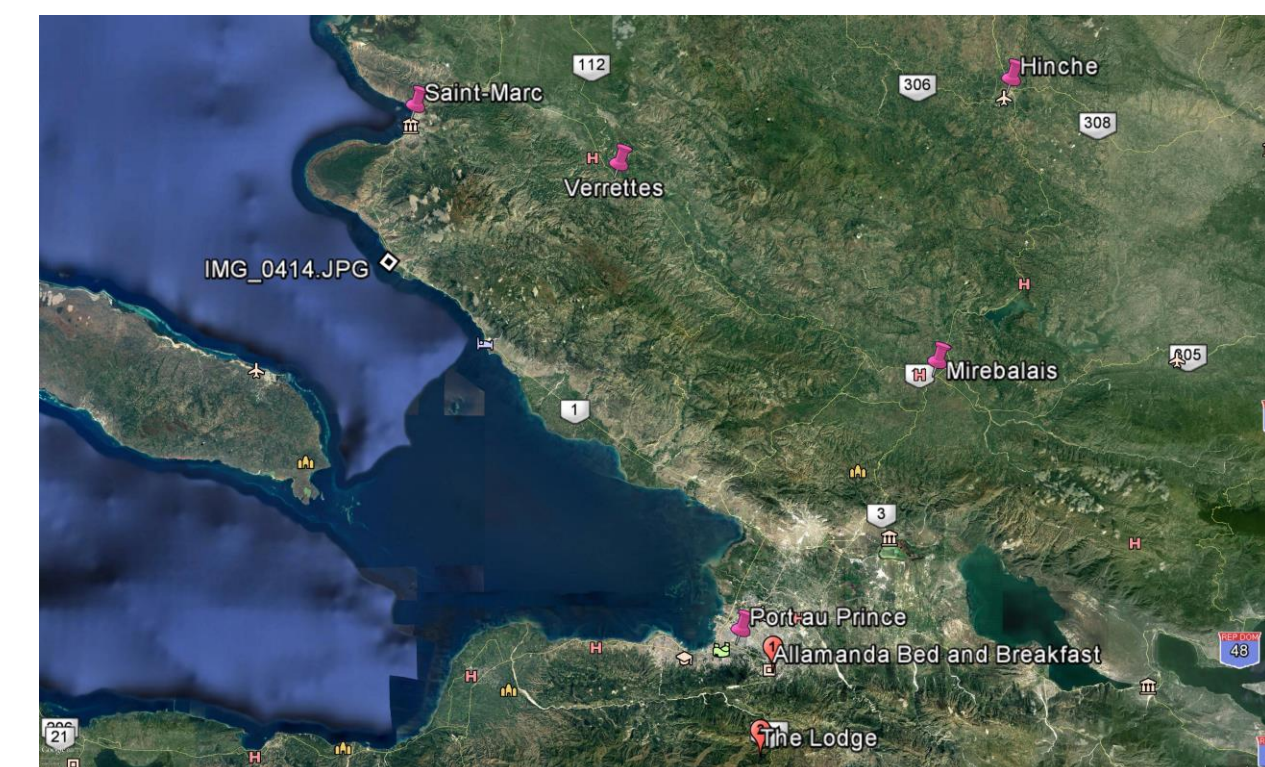 112
Hinche
306
Saint-Marc
308
Verrettes
IMG_0414.JPG
H
H
305
Mirebalais
H
1
3
H
Port au Prince
H
H
Allamanda Bed and Breakfast
REP DOM
48
H
21
The Lodge
H